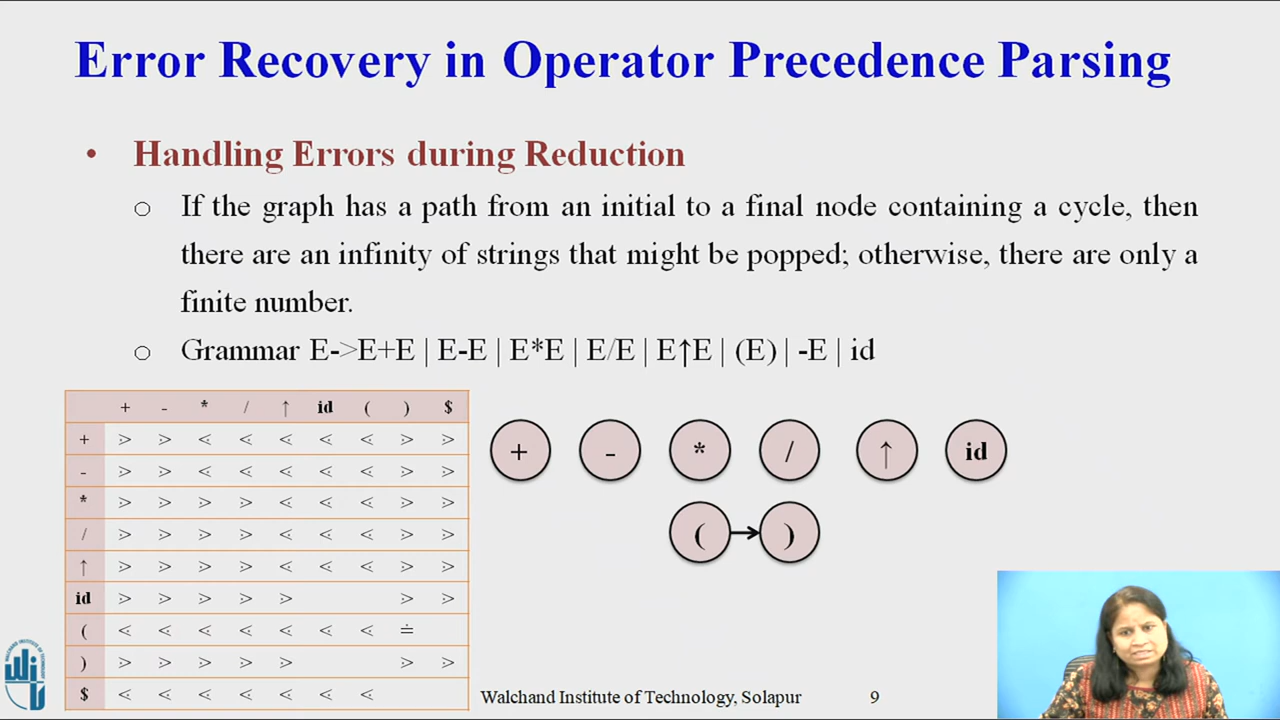 Error Recovery in Operator Precedence Parsing
• Handling Errors during Reduction
o If the graph has a path from an initial to a final node containing a cycle, then
there are an infinity of strings that might be popped; otherwise, there are only a
finite number.
o Grammar E->E+E | E-E | E*E | E/E | E↑E | (E) | -E | id
+ - * / ↑ id ( ) $
+ ⋗ ⋗ ⋖ ⋖ ⋖ ⋖ ⋖ ⋗ ⋗
- ⋗ ⋗ ⋖ ⋖ ⋖ ⋖ ⋖ ⋗ ⋗
* ⋗ ⋗ ⋗ ⋗ ⋖ ⋖ ⋖ ⋗ ⋗
/ ⋗ ⋗ ⋗ ⋗ ⋖ ⋖ ⋖ ⋗ ⋗
↑ ⋗ ⋗ ⋗ ⋗ ⋖ ⋖ ⋖ ⋗ ⋗
id ⋗ ⋗ ⋗ ⋗ ⋗ ⋗ ⋗
( ⋖ ⋖ ⋖ ⋖ ⋖ ⋖ ⋖ ≐
) ⋗ ⋗ ⋗ ⋗ ⋗ ⋗ ⋗
$ ⋖ ⋖ ⋖ ⋖ ⋖ ⋖ ⋖
+ - * / ↑ id
( )
Walchand Institute of Technology, Solapur 9